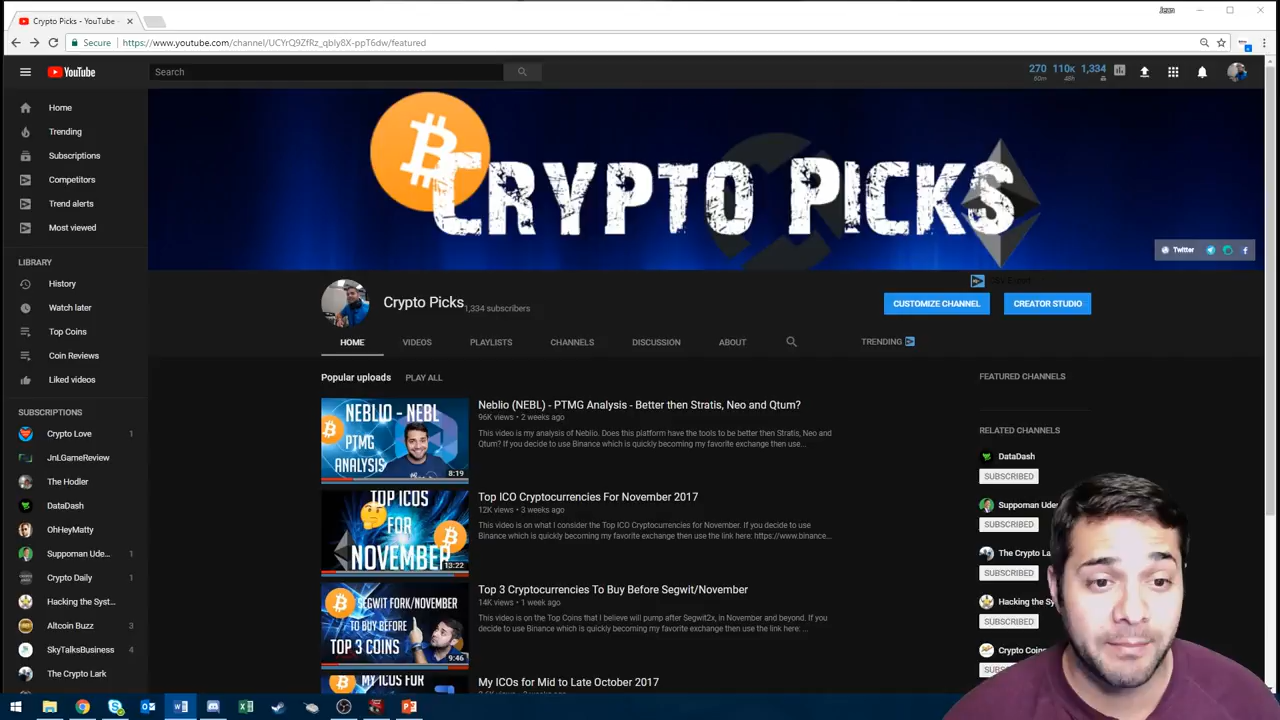 Crypto Picks - YouTube -
Jean
Secure
https://www.youtube.com/channel/UCYrQ9ZfRz_qbly8X-ppT6dw/featured
YouTube
Search
270 110K 1,334
60m 48h
Home
Trending
Subscriptions
Competitors
Trend alerts
Most viewed
LIBRARY
History
Watch later
Top Coins
Coin Reviews
Liked videos
SUBSCRIPTIONS
Crypto Love 1
JnLGameReview
The Hodler
DataDash
OhHeyMatty
Suppoman Ude... 1
Crypto Daily 1
Hacking the Syst...
Altcoin Buzz 3
SkyTalksBusiness 4
The Crypto Lark
CRYPTO PICKS
Twitter
Crypto Picks
1,334 subscribers
CUSTOMIZE CHANNEL
CREATOR STUDIO
HOME
VIDEOS
PLAYLISTS
CHANNELS
DISCUSSION
ABOUT
TRENDING
Popular uploads PLAY ALL
NEBLIO - NEBL
PTMG
ANALYSIS
8:19
Neblio (NEBL) - PTMG Analysis - Better then Stratis, Neo and Qtum?
96K views • 2 weeks ago
This video is my analysis of Neblio. Does this platform have the tools to be better then Stratis, Neo and
Qtum? If you decide to use Binance which is quickly becoming my favorite exchange then use...
TOP ICOS
FOR
NOVEMBER
13:22
Top ICO Cryptocurrencies For November 2017
12K views • 3 weeks ago
This video is on what I consider the Top ICO Cryptocurrencies for November. If you decide to use
Binance which is quickly becoming my favorite exchange then use the link here: https://www.binance...
SEGWIT FORK/NOVEMBER
TO BUY BEFORE
TOP 3 COINS
9:46
Top 3 Cryptocurrencies To Buy Before Segwit/November
14K views • 1 week ago
This video is on the Top Coins that I believe will pump after Segwit2x, in November and beyond. If you
decide to use Binance which is quickly becoming my favorite exchange then use the link here: ...
MY ICOS FOR
My ICOs for Mid to Late October 2017
FEATURED CHANNELS
RELATED CHANNELS
DataDash
SUBSCRIBED
Suppoman Ude
SUBSCRIBED
The Crypto La
SUBSCRIBED
Hacking the Sy
SUBSCRIBED
Crypto Coin
SUBS